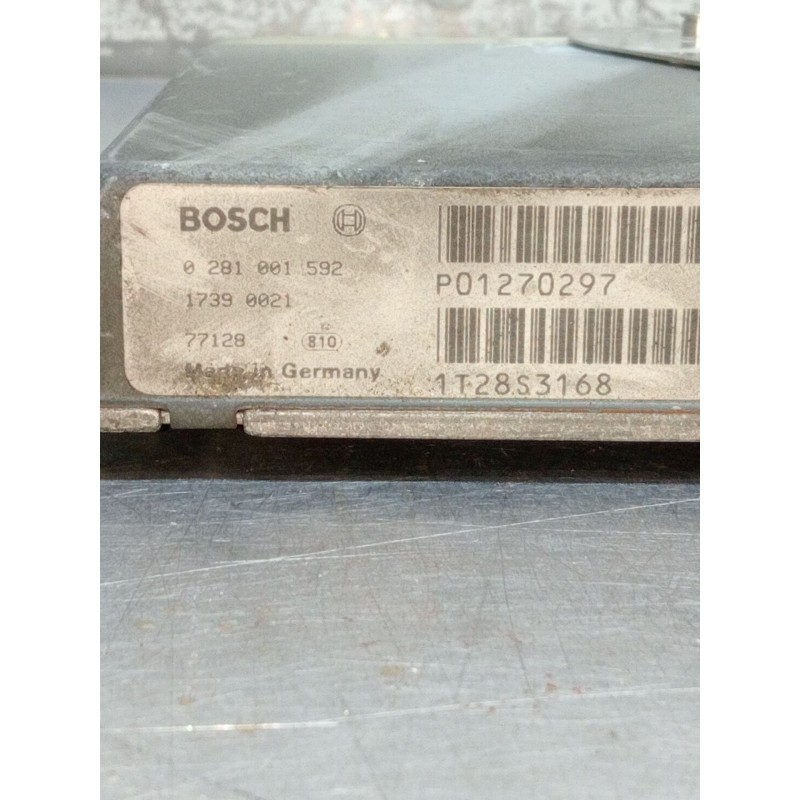 BOSCH
0 281 001 592
1739 0021
77128 810
Made in Germany
P01270297
1T28S3168